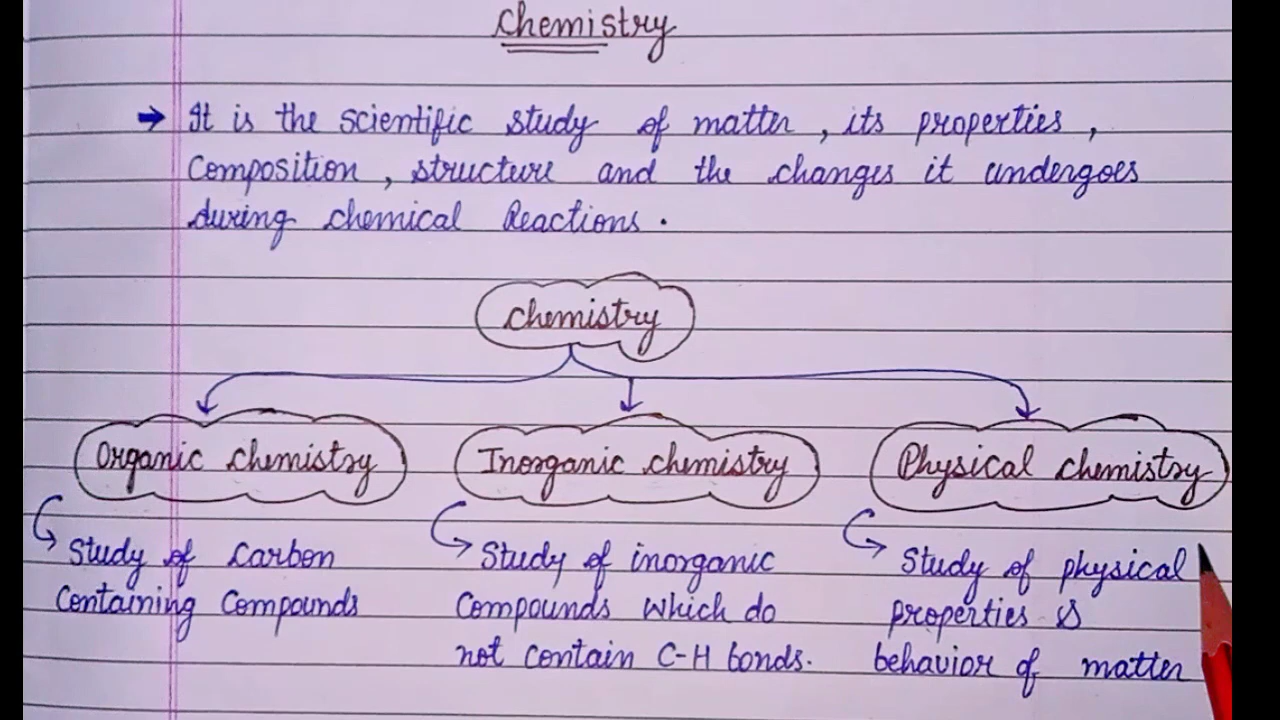 Chemistry
→ It is the scientific study of matter, its properties,
Composition, structure and the changes it undergoes
during chemical Reactions.
Chemistry
Organic chemistry
Study of Carbon
Containing Compounds
Inorganic chemistry
Study of inorganic
Compounds which do
not contain C-H bonds.
Physical chemistry
Study of physical
properties &
behavior of matter